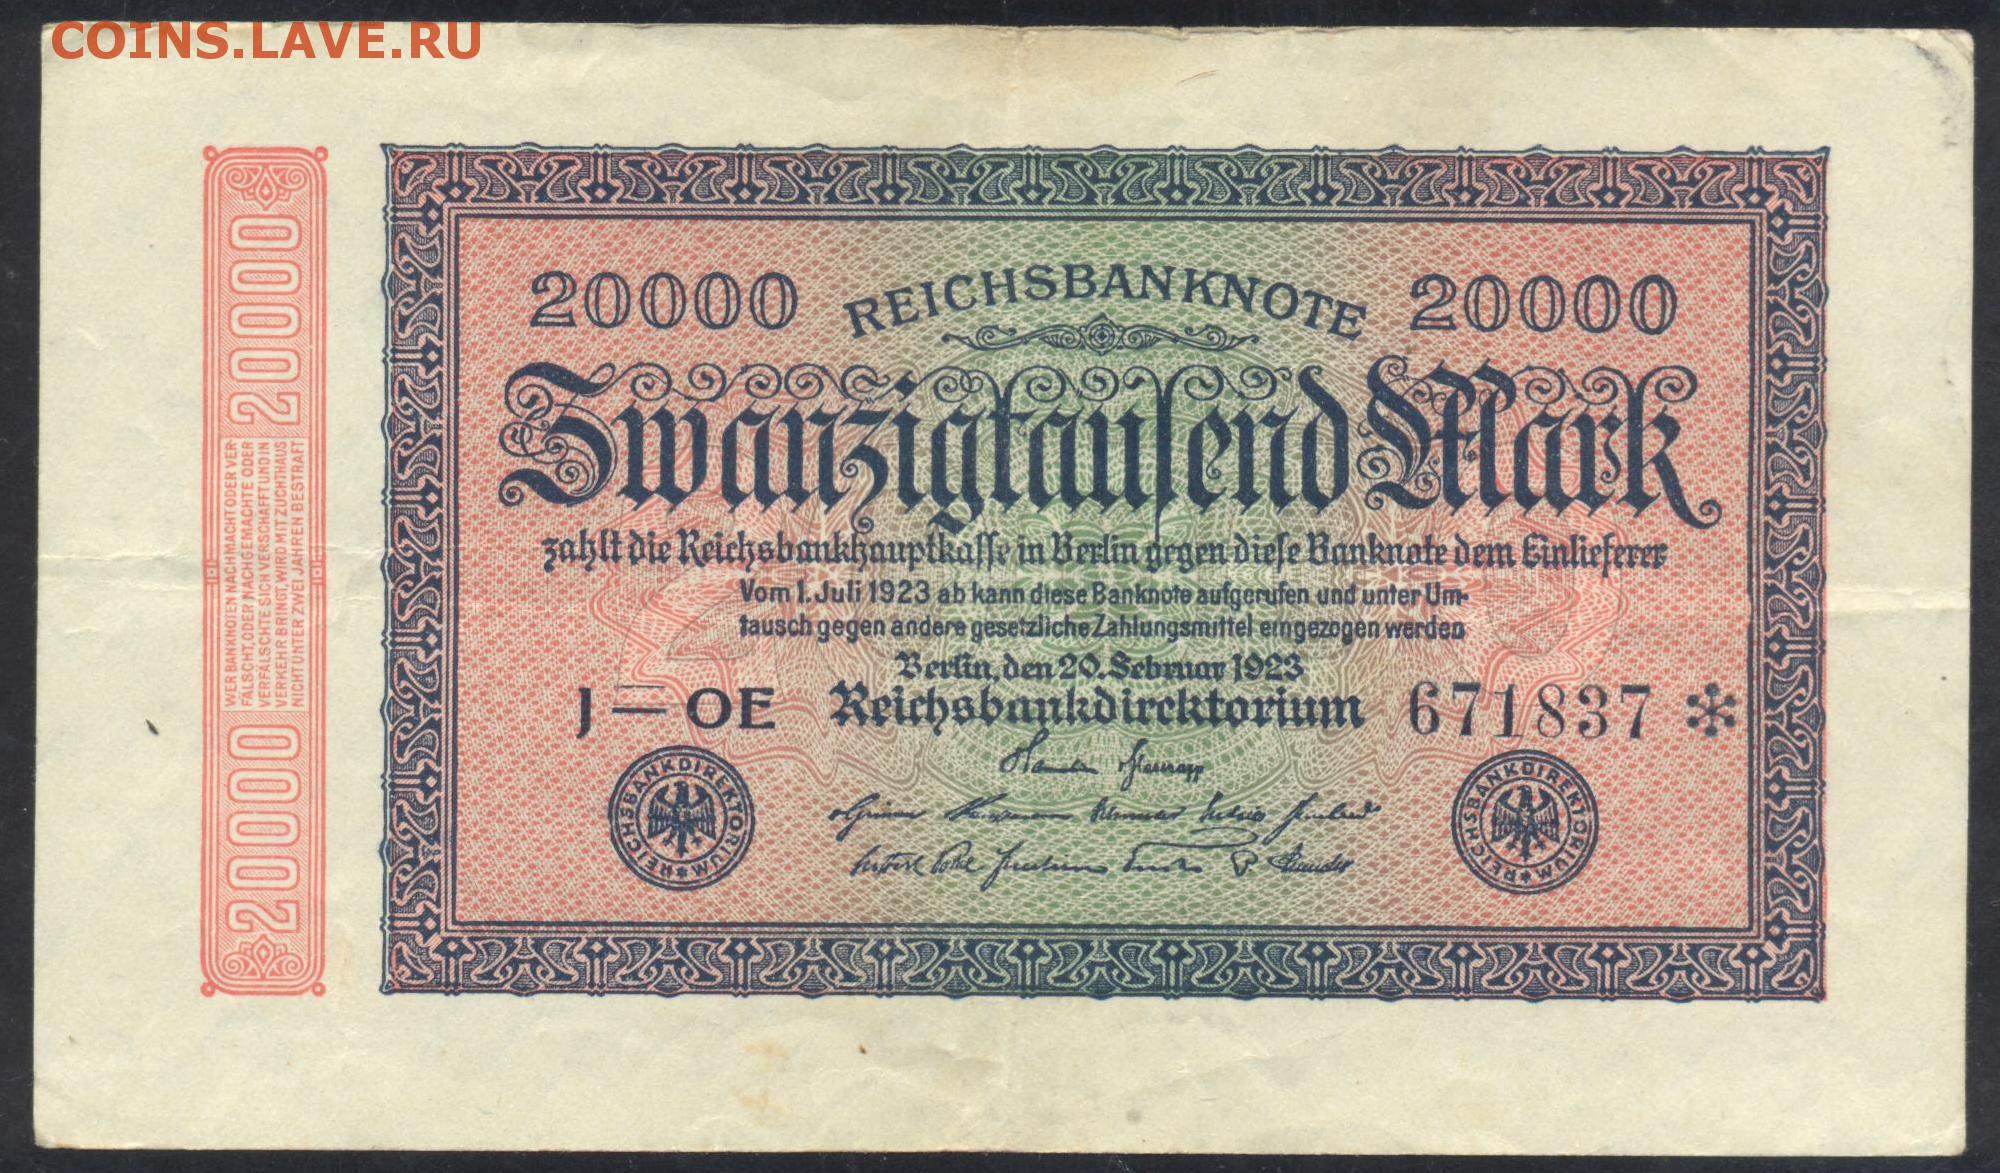 COINS.LAVE.RU
20000
WER BANKNOTEN NACHMACHT ODER VER-
FÄLSCHT, ODER NACHGEMACHTE ODER
VERFÄLSCHTE SICH VERSCHAFFT UND IN
VERKEHR BRINGT, WIRD MIT ZUCHTHAUS
NICHT UNTER ZWEI JAHREN BESTRAFT
20000
20000 REICHSBANKNOTE 20000
Zwanzigtauſend Mark
zahlt die Reichsbankhauptkaſſe in Berlin gegen dieſe Banknote dem Einlieferer
Vom 1. Juli 1923 ab kann diese Banknote aufgerufen und unter Um-
tausch gegen andere gesetzliche Zahlungsmittel eingezogen werden
Berlin, den 20. Februar 1923
J = OE Reichsbankdirektorium 671837 *
REICHSBANKDIREKTORIUM *
REICHSBANKDIREKTORIUM *